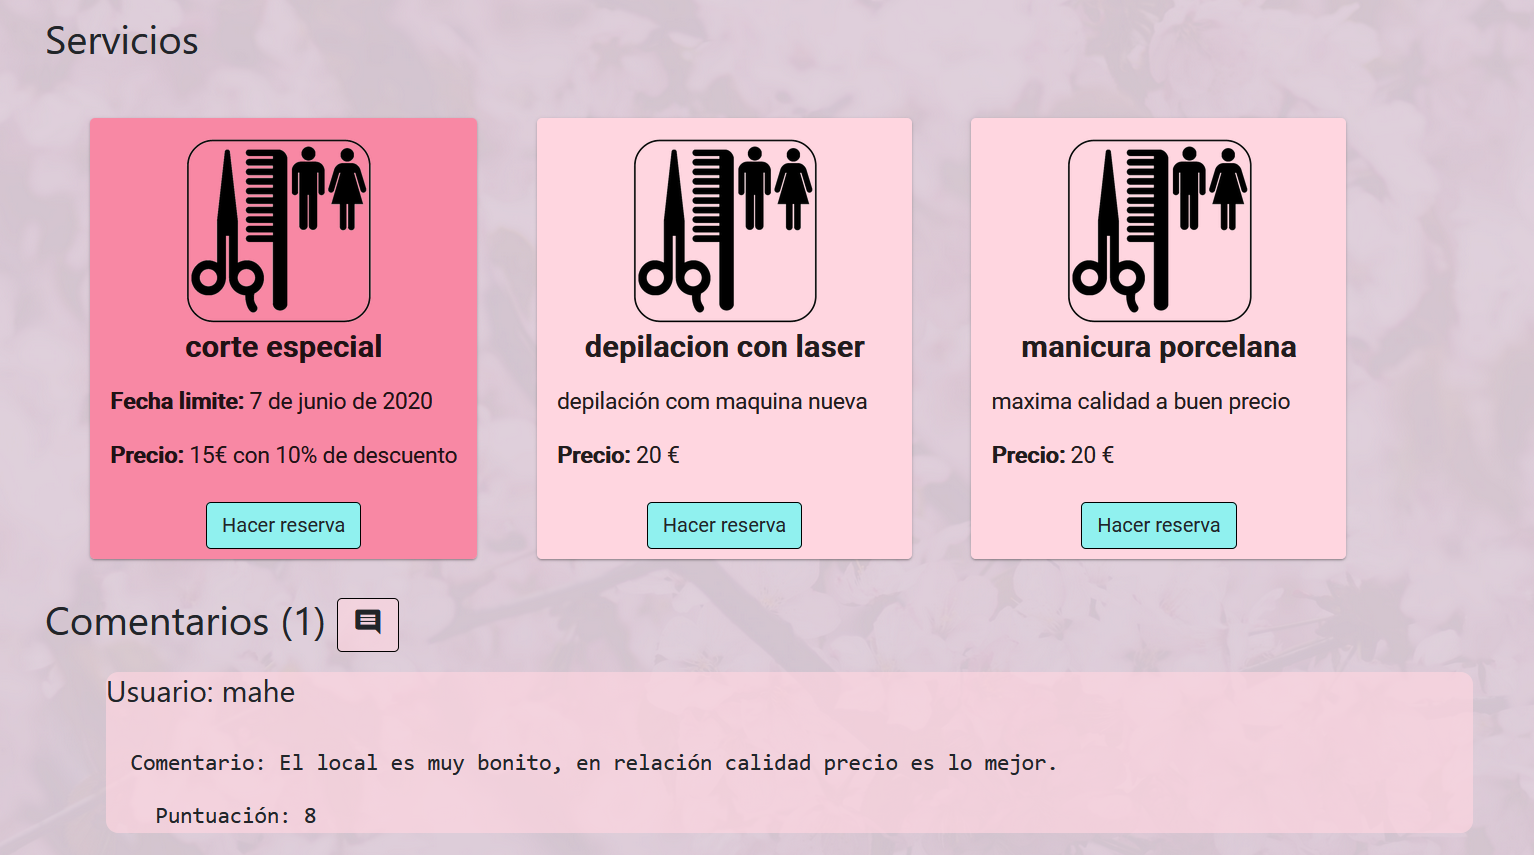 Servicios
corte especial
Fecha limite: 7 de junio de 2020
Precio: 15€ con 10% de descuento
Hacer reserva
depilacion con laser
depilación com maquina nueva
Precio: 20 €
Hacer reserva
manicura porcelana
maxima calidad a buen precio
Precio: 20 €
Hacer reserva
Comentarios (1)
Usuario: mahe
Comentario: El local es muy bonito, en relación calidad precio es lo mejor.
Puntuación: 8